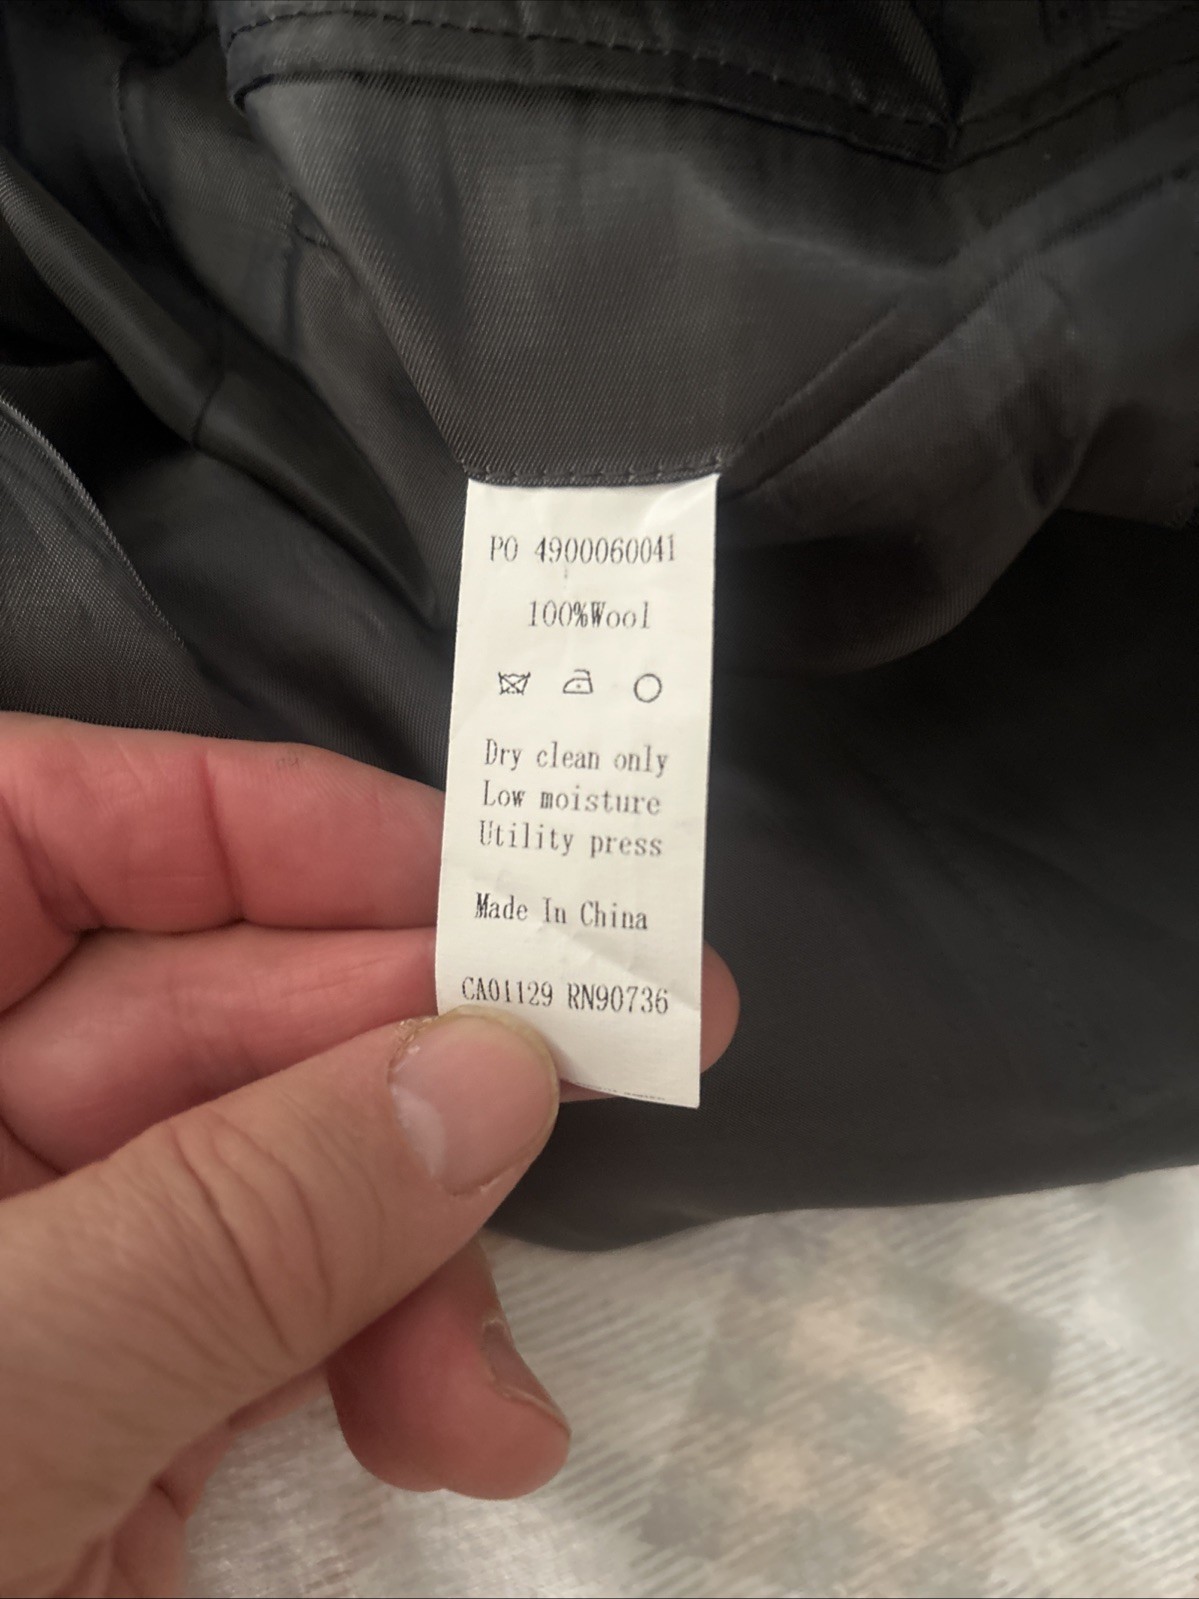 PO 4900060041
100%Wool
Dry clean only
Low moisture
Utility press
Made In China
CA01129 RN90736